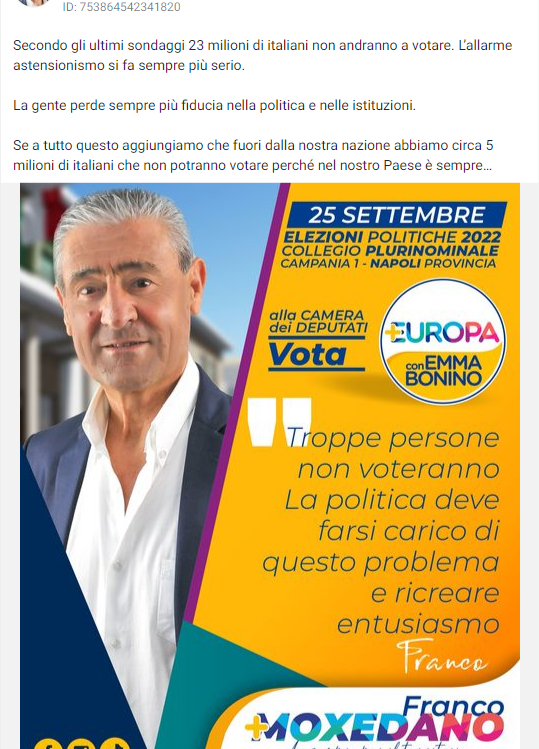 ID: 753864542341820
Secondo gli ultimi sondaggi 23 milioni di italiani non andranno a votare. L'allarme
astensionismo si fa sempre più serio.
La gente perde sempre più fiducia nella politica e nelle istituzioni.
Se a tutto questo aggiungiamo che fuori dalla nostra nazione abbiamo circa 5
milioni di italiani che non potranno votare perché nel nostro Paese è sempre…
25 SETTEMBRE
ELEZIONI POLITICHE 2022
COLLEGIO PLURINOMINALE
CAMPANIA 1 - NAPOLI PROVINCIA
alla CAMERA
dei DEPUTATI
Vota
+EUROPA
con EMMA
BONINO
"Troppe persone
non voteranno
La politica deve
farsi carico di
questo problema
e ricreare
entusiasmo
Franco
Franco
+MOXEDANO